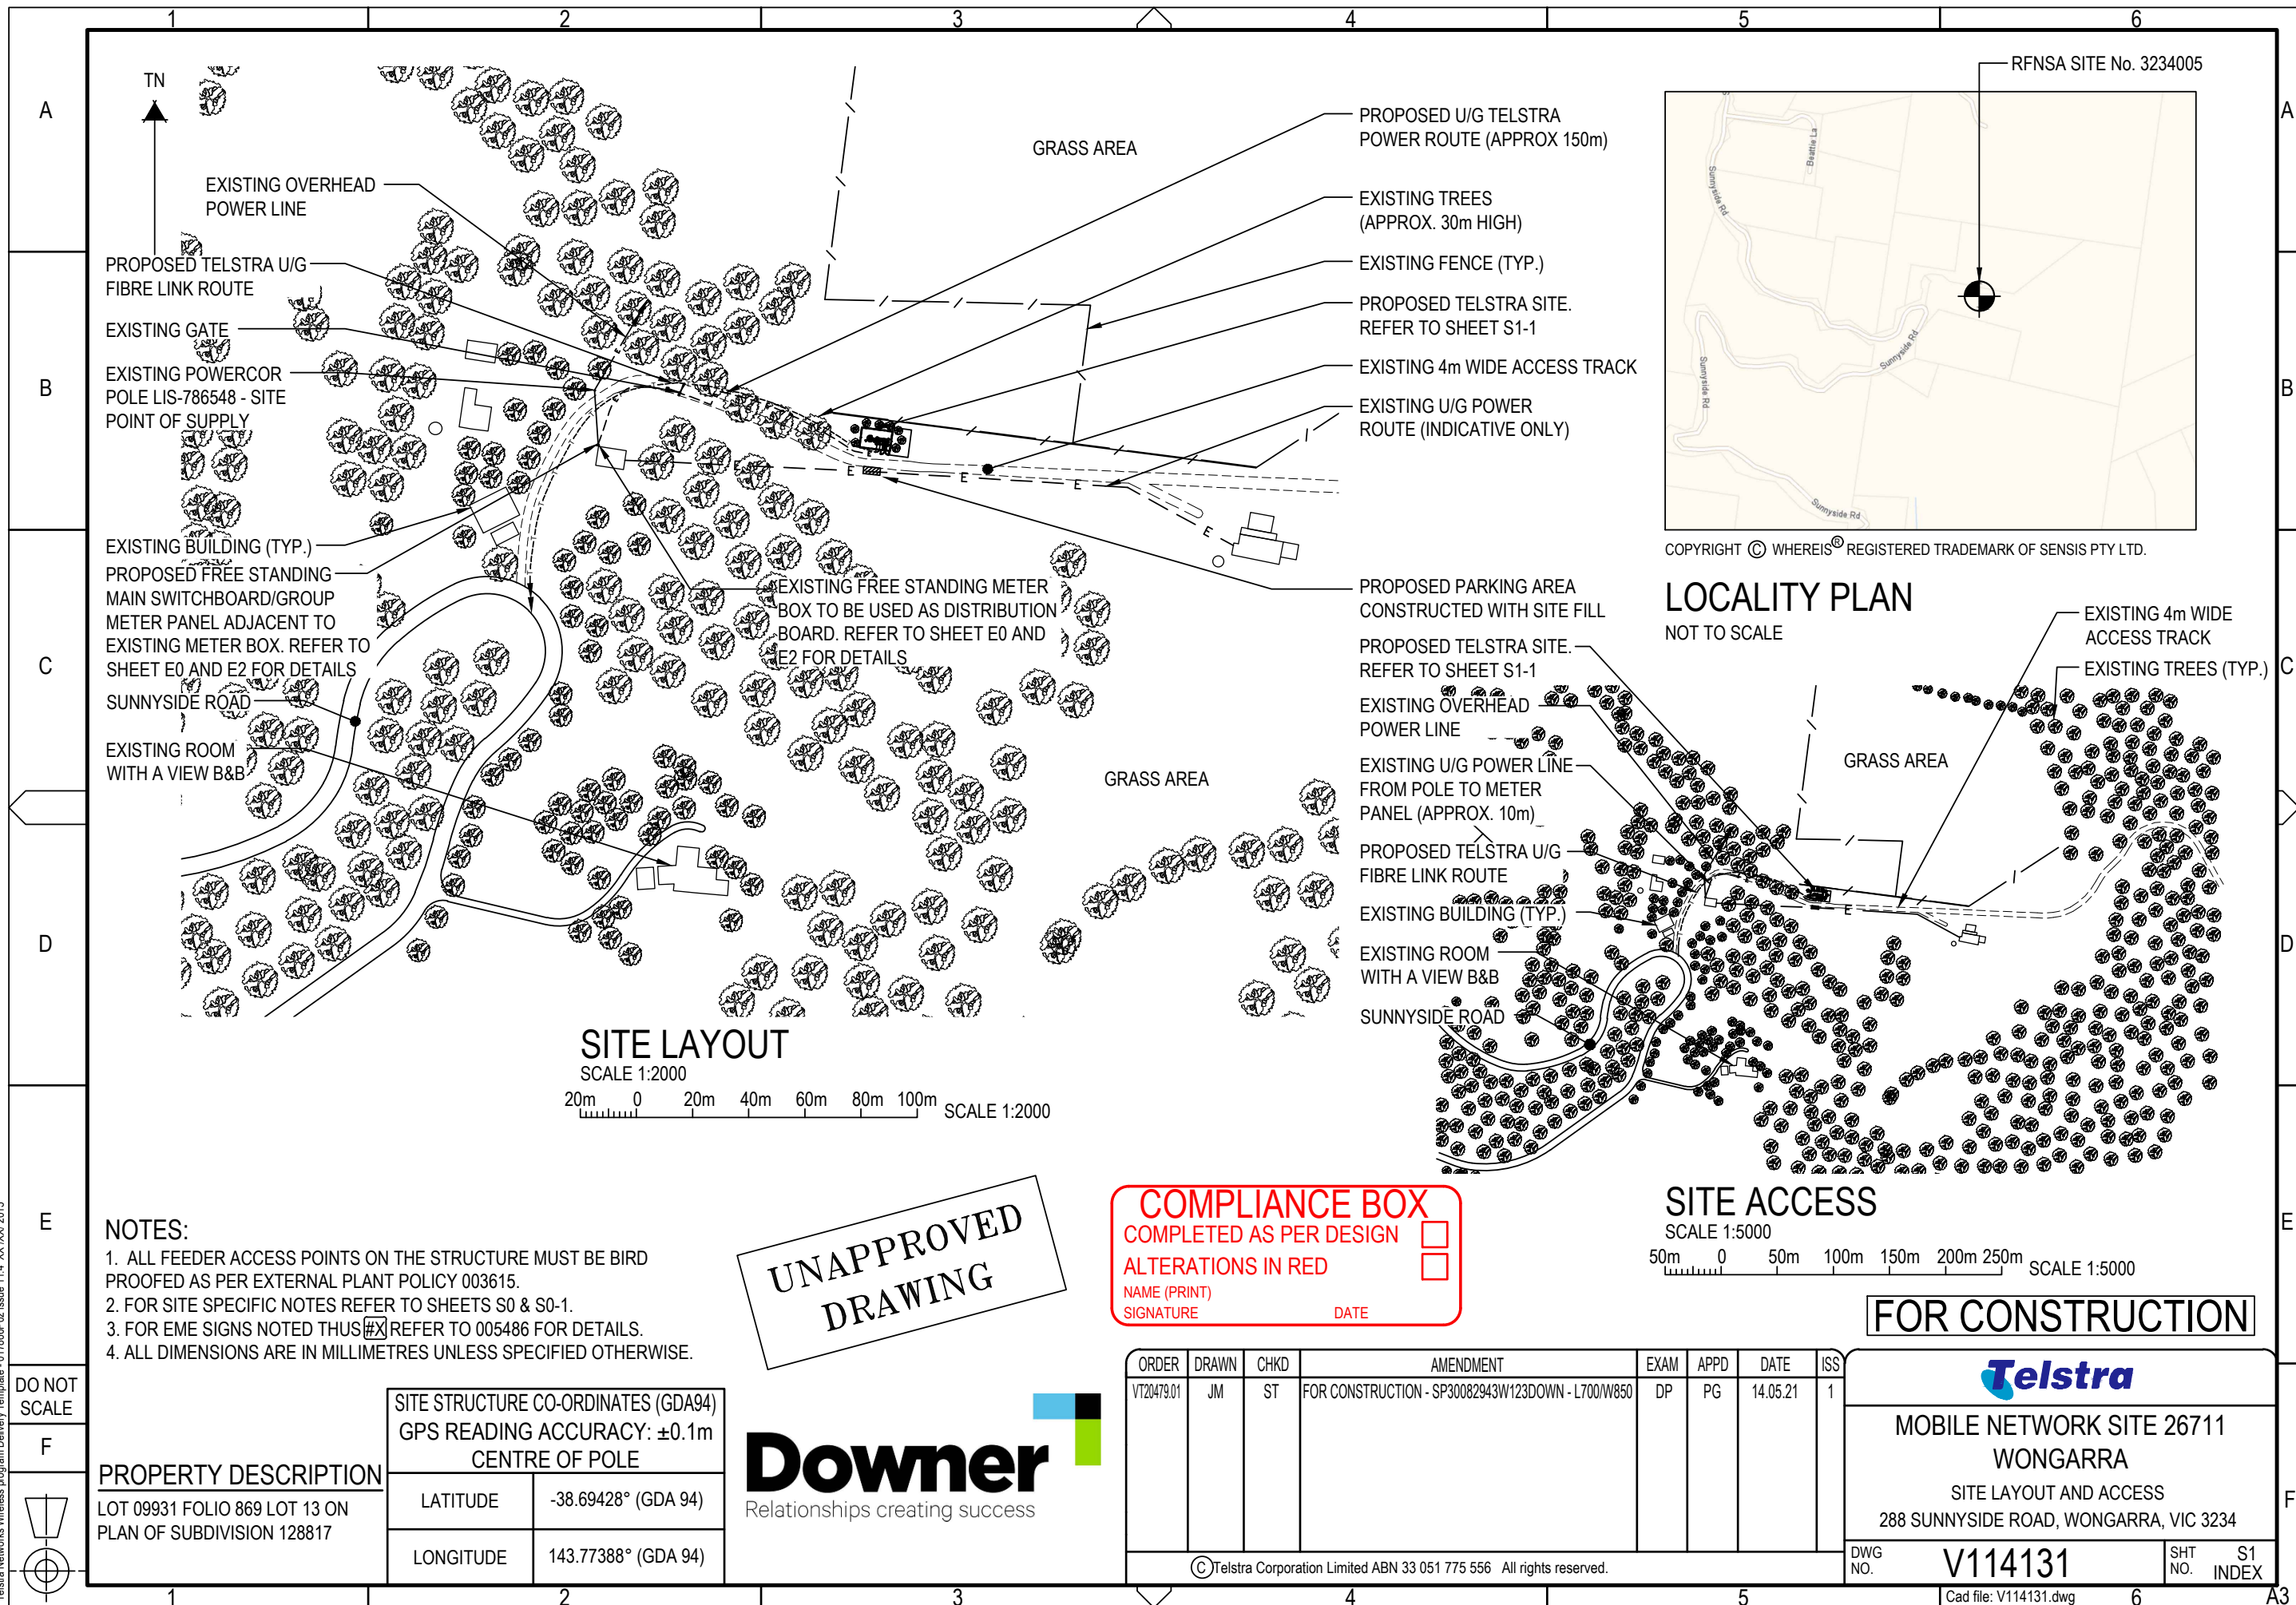 1 2 3 4 5 6
A
B
C
D
E
F
TN
GRASS AREA
EXISTING OVERHEAD
POWER LINE
PROPOSED TELSTRA U/G
FIBRE LINK ROUTE
EXISTING GATE
EXISTING POWERCOR
POLE LIS-786548 - SITE
POINT OF SUPPLY
EXISTING BUILDING (TYP.)
PROPOSED FREE STANDING
MAIN SWITCHBOARD/GROUP
METER PANEL ADJACENT TO
EXISTING METER BOX. REFER TO
SHEET E0 AND E2 FOR DETAILS
SUNNYSIDE ROAD
EXISTING ROOM
WITH A VIEW B&B
EXISTING FREE STANDING METER
BOX TO BE USED AS DISTRIBUTION
BOARD. REFER TO SHEET E0 AND
E2 FOR DETAILS
GRASS AREA
E E E E
PROPOSED U/G TELSTRA
POWER ROUTE (APPROX 150m)
EXISTING TREES
(APPROX. 30m HIGH)
EXISTING FENCE (TYP.)
PROPOSED TELSTRA SITE.
REFER TO SHEET S1-1
EXISTING 4m WIDE ACCESS TRACK
EXISTING U/G POWER
ROUTE (INDICATIVE ONLY)
PROPOSED PARKING AREA
CONSTRUCTED WITH SITE FILL
SITE LAYOUT
SCALE 1:2000
20m 0 20m 40m 60m 80m 100m SCALE 1:2000
RFNSA SITE No. 3234005
Beattie La
Sunnyside Rd
Sunnyside Rd
Sunnyside Rd
Sunnyside Rd
COPYRIGHT © WHEREIS® REGISTERED TRADEMARK OF SENSIS PTY LTD.
LOCALITY PLAN
NOT TO SCALE
PROPOSED TELSTRA SITE.
REFER TO SHEET S1-1
EXISTING OVERHEAD
POWER LINE
EXISTING U/G POWER LINE
FROM POLE TO METER
PANEL (APPROX. 10m)
PROPOSED TELSTRA U/G
FIBRE LINK ROUTE
EXISTING BUILDING (TYP.)
EXISTING ROOM
WITH A VIEW B&B
SUNNYSIDE ROAD
EXISTING 4m WIDE
ACCESS TRACK
EXISTING TREES (TYP.)
GRASS AREA
E
SITE ACCESS
SCALE 1:5000
50m 0 50m 100m 150m 200m 250m SCALE 1:5000
NOTES:
1. ALL FEEDER ACCESS POINTS ON THE STRUCTURE MUST BE BIRD
PROOFED AS PER EXTERNAL PLANT POLICY 003615.
2. FOR SITE SPECIFIC NOTES REFER TO SHEETS S0 & S0-1.
3. FOR EME SIGNS NOTED THUS #X REFER TO 005486 FOR DETAILS.
4. ALL DIMENSIONS ARE IN MILLIMETRES UNLESS SPECIFIED OTHERWISE.
UNAPPROVED
DRAWING
COMPLIANCE BOX
COMPLETED AS PER DESIGN
ALTERATIONS IN RED
NAME (PRINT)
SIGNATURE DATE
FOR CONSTRUCTION
DO NOT
SCALE
PROPERTY DESCRIPTION
LOT 09931 FOLIO 869 LOT 13 ON
PLAN OF SUBDIVISION 128817
SITE STRUCTURE CO-ORDINATES (GDA94)
GPS READING ACCURACY: ±0.1m
CENTRE OF POLE
LATITUDE -38.69428° (GDA 94)
LONGITUDE 143.77388° (GDA 94)
Downer
Relationships creating success
ORDER DRAWN CHKD AMENDMENT EXAM APPD DATE ISS
VT20479.01 JM ST FOR CONSTRUCTION - SP30082943W123DOWN - L700/W850 DP PG 14.05.21 1
© Telstra Corporation Limited ABN 33 051 775 556 All rights reserved.
Telstra
MOBILE NETWORK SITE 26711
WONGARRA
SITE LAYOUT AND ACCESS
288 SUNNYSIDE ROAD, WONGARRA, VIC 3234
DWG
NO. V114131
SHT
NO. S1
INDEX
Cad file: V114131.dwg
A3
A
B
C
D
E
F
1 2 3 4 5 6